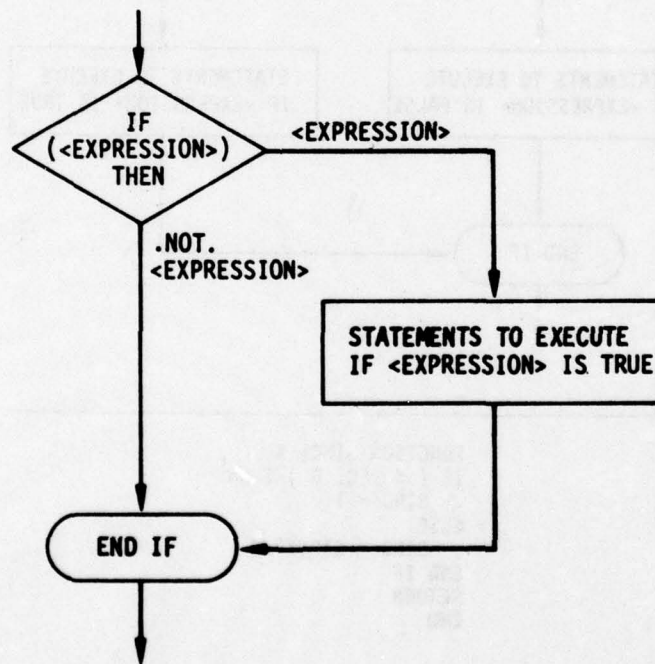 IF
(<EXPRESSION>)
THEN
<EXPRESSION>
.NOT.
<EXPRESSION>
STATEMENTS TO EXECUTE
IF <EXPRESSION> IS TRUE
END IF